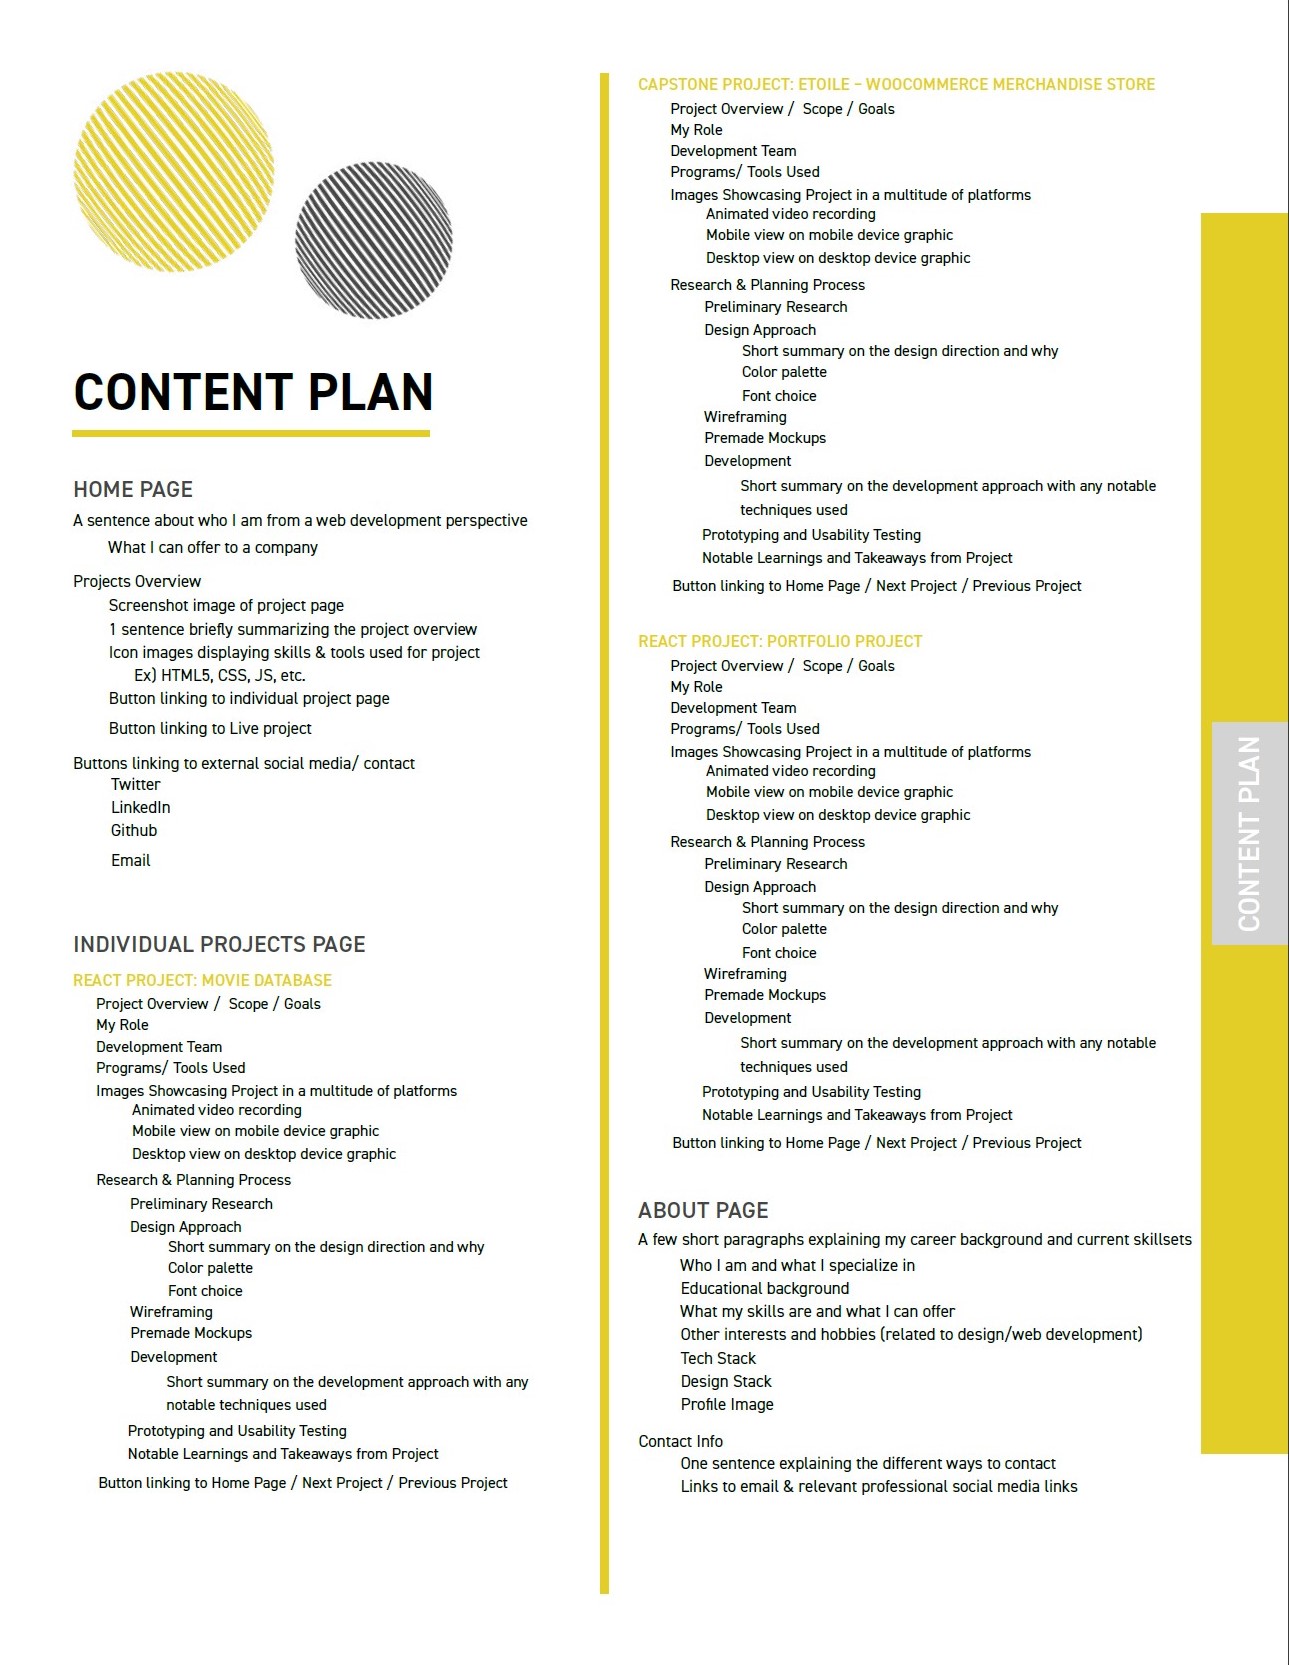 CONTENT PLAN
HOME PAGE
A sentence about who I am from a web development perspective
What I can offer to a company
Projects Overview
Screenshot image of project page
1 sentence briefly summarizing the project overview
Icon images displaying skills & tools used for project
Ex) HTML5, CSS, JS, etc.
Button linking to individual project page
Button linking to Live project
Buttons linking to external social media/ contact
Twitter
LinkedIn
Github
Email
INDIVIDUAL PROJECTS PAGE
REACT PROJECT: MOVIE DATABASE
Project Overview / Scope / Goals
My Role
Development Team
Programs/ Tools Used
Images Showcasing Project in a multitude of platforms
Animated video recording
Mobile view on mobile device graphic
Desktop view on desktop device graphic
Research & Planning Process
Preliminary Research
Design Approach
Short summary on the design direction and why
Color palette
Font choice
Wireframing
Premade Mockups
Development
Short summary on the development approach with any
notable techniques used
Prototyping and Usability Testing
Notable Learnings and Takeaways from Project
Button linking to Home Page / Next Project / Previous Project
CAPSTONE PROJECT: ETOILE – WOOCOMMERCE MERCHANDISE STORE
Project Overview / Scope / Goals
My Role
Development Team
Programs/ Tools Used
Images Showcasing Project in a multitude of platforms
Animated video recording
Mobile view on mobile device graphic
Desktop view on desktop device graphic
Research & Planning Process
Preliminary Research
Design Approach
Short summary on the design direction and why
Color palette
Font choice
Wireframing
Premade Mockups
Development
Short summary on the development approach with any notable
techniques used
Prototyping and Usability Testing
Notable Learnings and Takeaways from Project
Button linking to Home Page / Next Project / Previous Project
REACT PROJECT: PORTFOLIO PROJECT
Project Overview / Scope / Goals
My Role
Development Team
Programs/ Tools Used
Images Showcasing Project in a multitude of platforms
Animated video recording
Mobile view on mobile device graphic
Desktop view on desktop device graphic
Research & Planning Process
Preliminary Research
Design Approach
Short summary on the design direction and why
Color palette
Font choice
Wireframing
Premade Mockups
Development
Short summary on the development approach with any notable
techniques used
Prototyping and Usability Testing
Notable Learnings and Takeaways from Project
Button linking to Home Page / Next Project / Previous Project
ABOUT PAGE
A few short paragraphs explaining my career background and current skillsets
Who I am and what I specialize in
Educational background
What my skills are and what I can offer
Other interests and hobbies (related to design/web development)
Tech Stack
Design Stack
Profile Image
Contact Info
One sentence explaining the different ways to contact
Links to email & relevant professional social media links
CONTENT PLAN